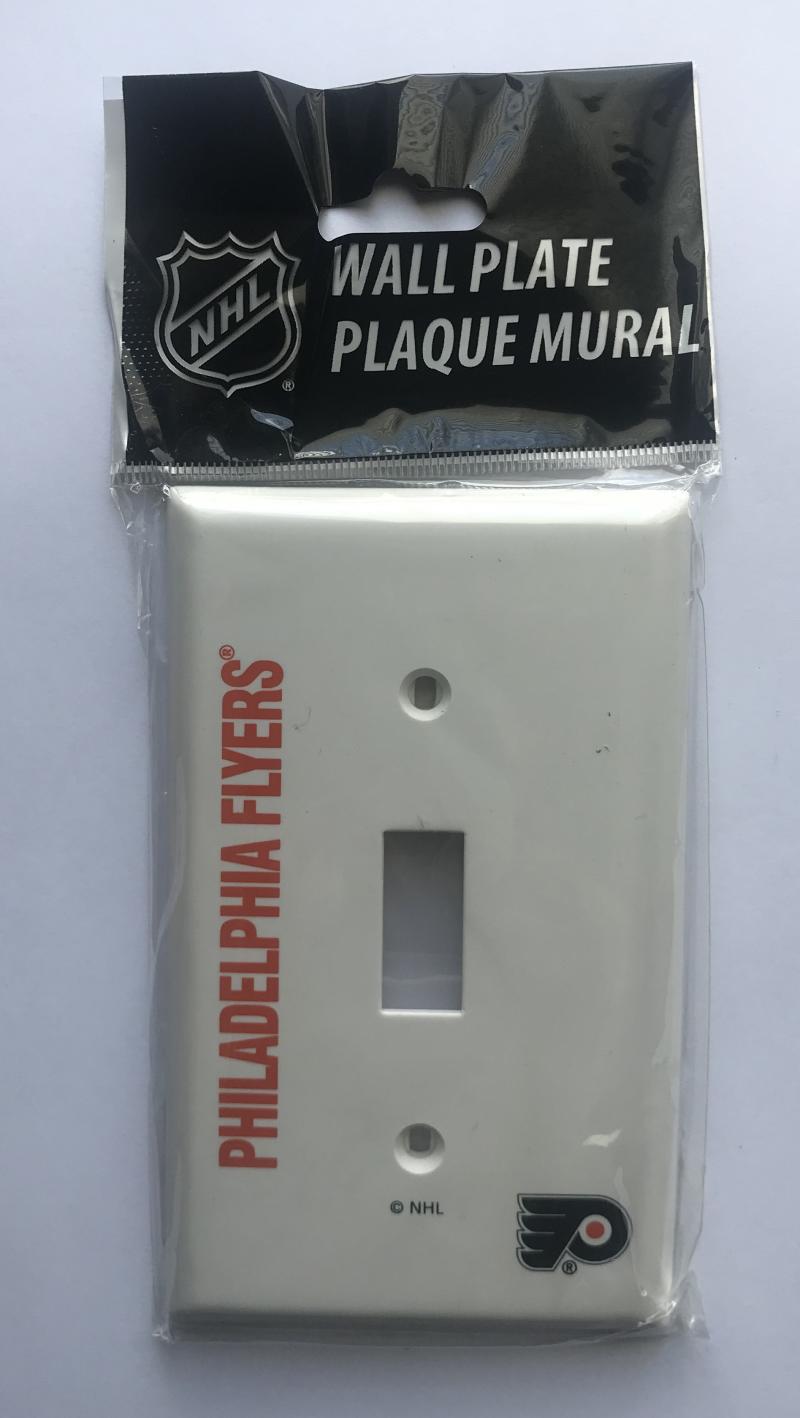 NHL
®
WALL PLATE
PLAQUE MURAL
PHILADELPHIA FLYERS®
© NHL
®